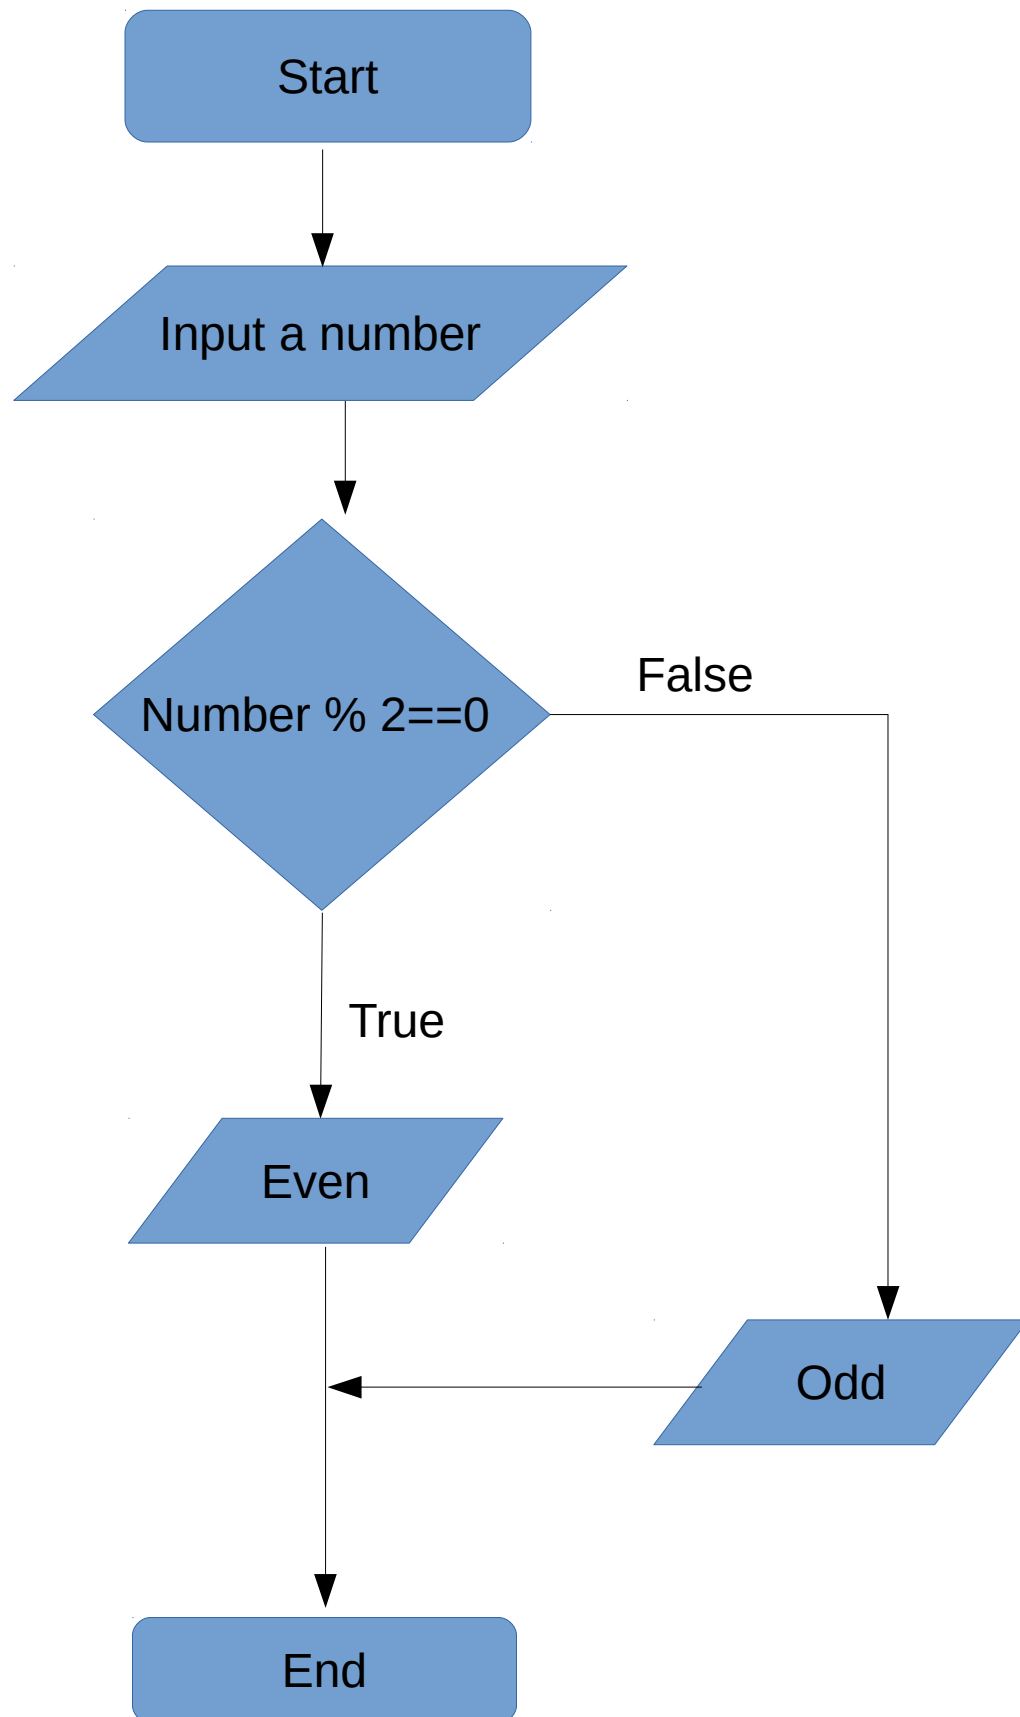 Start
Input a number
Number % 2==0
False
True
Even
Odd
End